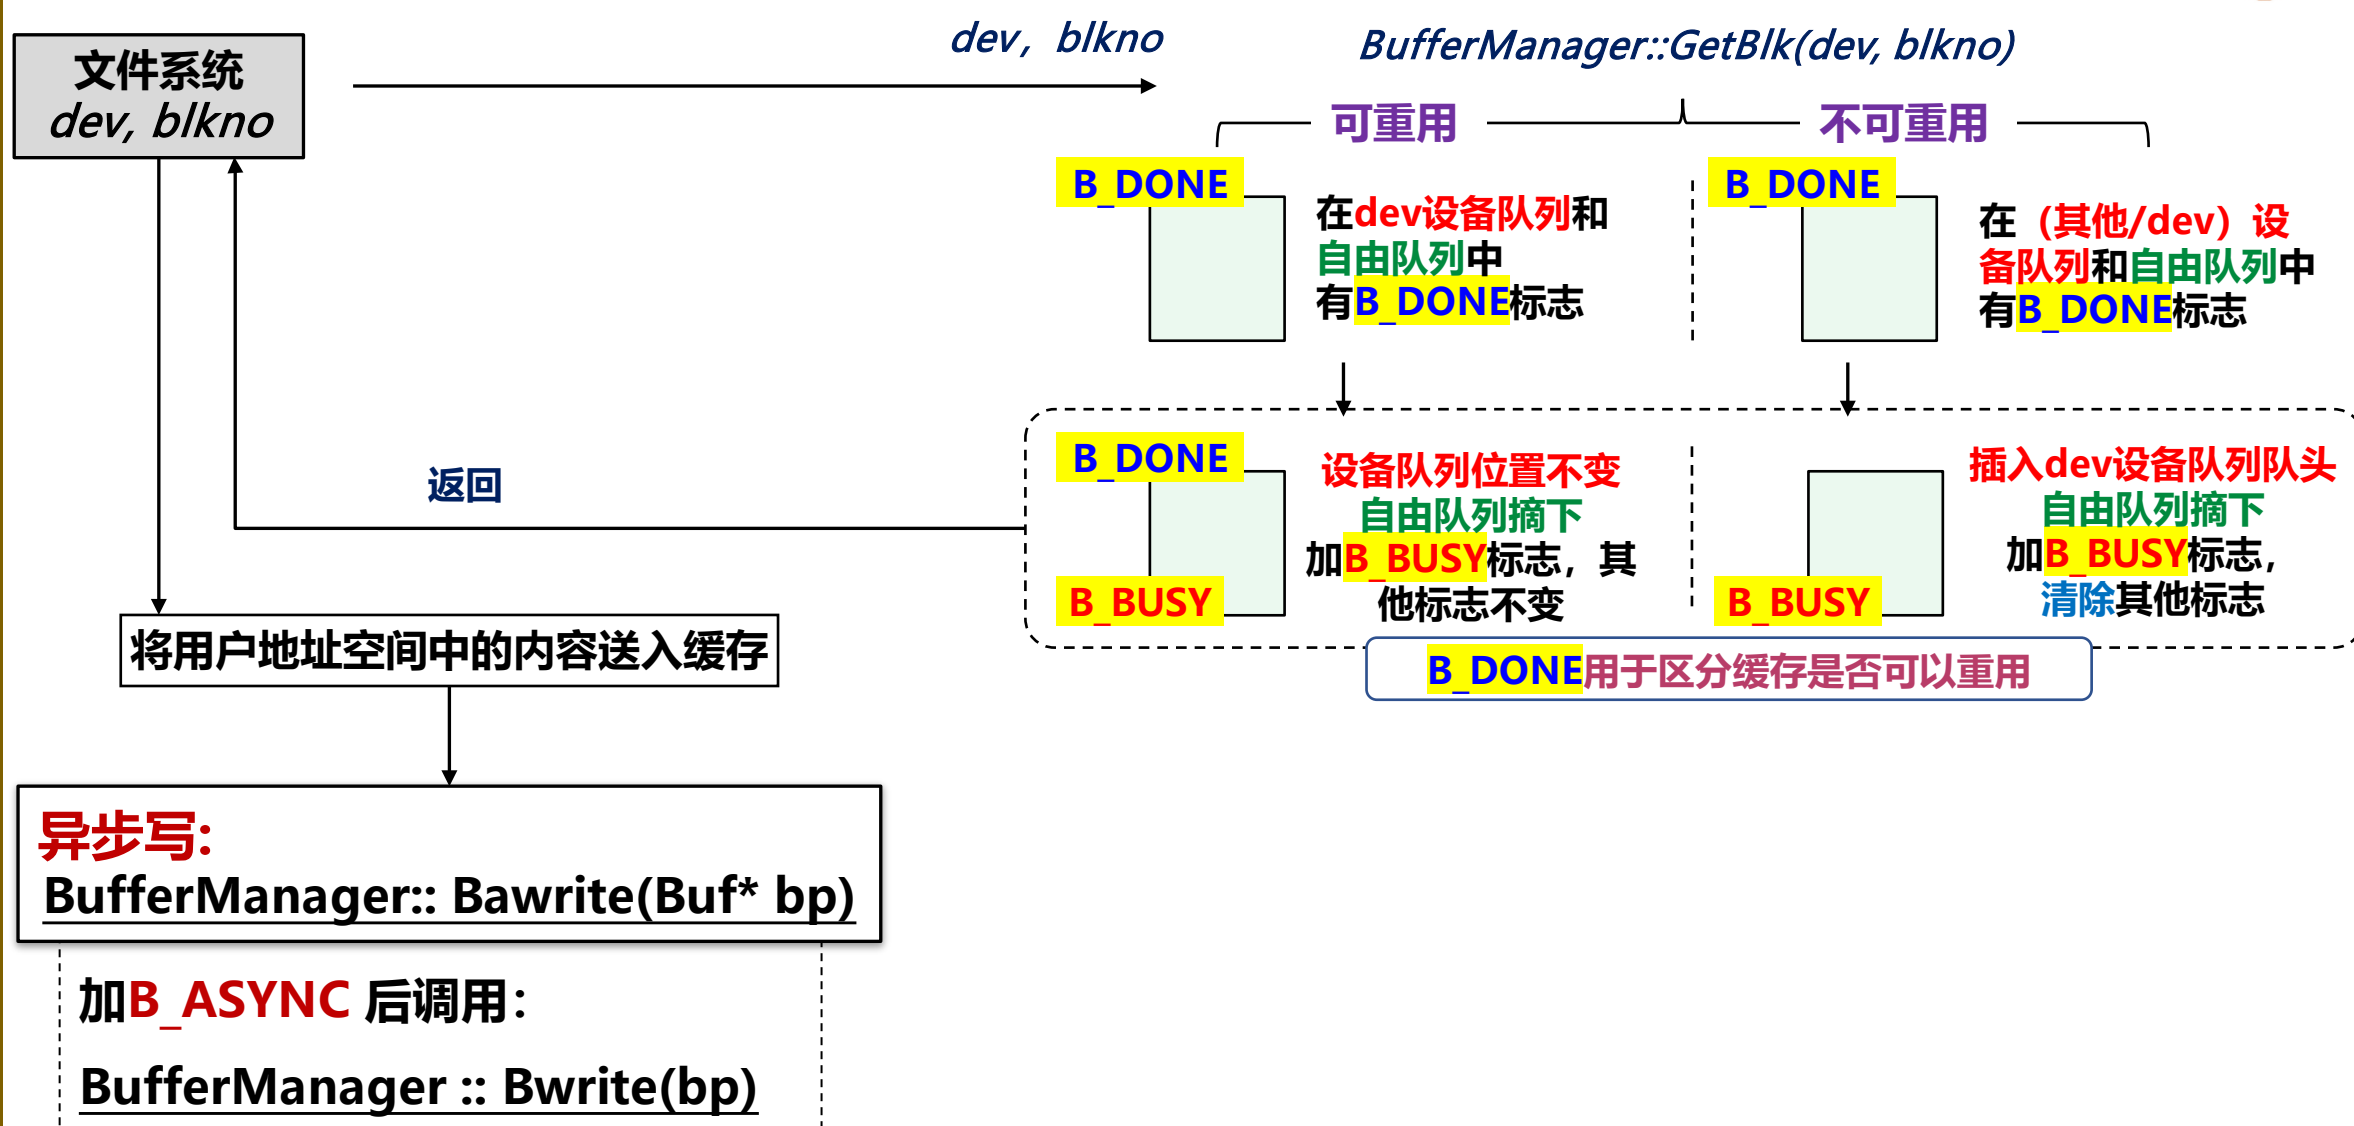 文件系统
dev, blkno
dev，blkno
BufferManager::GetBlk(dev, blkno)
可重用
不可重用
B_DONE
在dev设备队列和
自由队列中
有B_DONE标志
B_DONE
在（其他/dev）设
备队列和自由队列中
有B_DONE标志
返回
B_DONE
B_BUSY
设备队列位置不变
自由队列摘下
加B_BUSY标志，其
他标志不变
B_BUSY
插入dev设备队列队头
自由队列摘下
加B_BUSY标志，
清除其他标志
B_DONE用于区分缓存是否可以重用
将用户地址空间中的内容送入缓存
异步写:
BufferManager:: Bawrite(Buf* bp)
加B_ASYNC 后调用：
BufferManager :: Bwrite(bp)